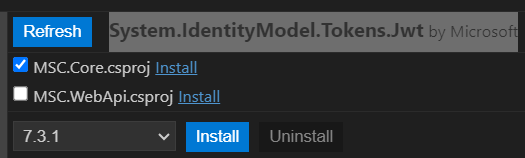 Refresh System.IdentityModel.Tokens.Jwt by Microsoft
MSC.Core.csproj Install
MSC.WebApi.csproj Install
7.3.1 Install Uninstall